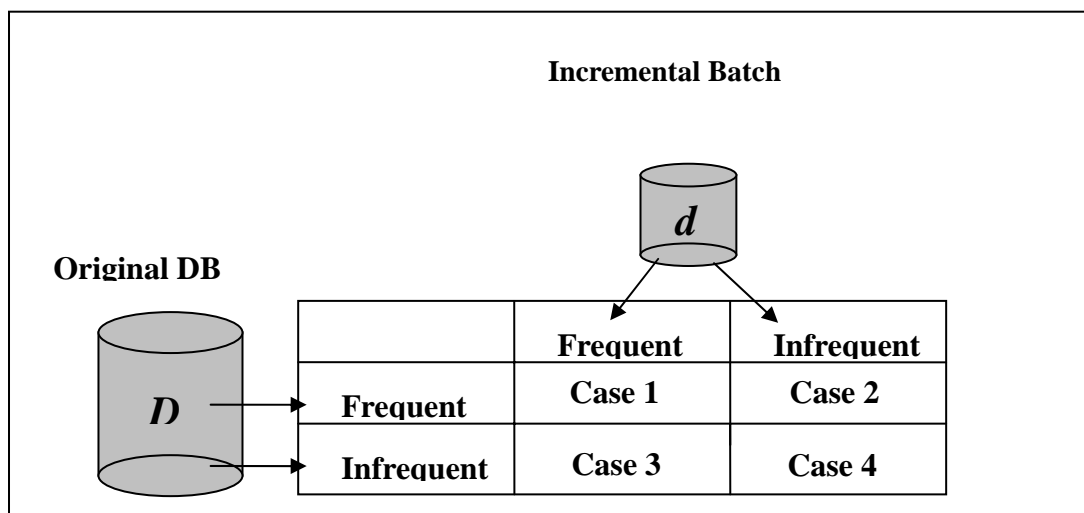 Incremental Batch
d
Original DB
Frequent Infrequent
D Frequent Case 1 Case 2
Infrequent Case 3 Case 4